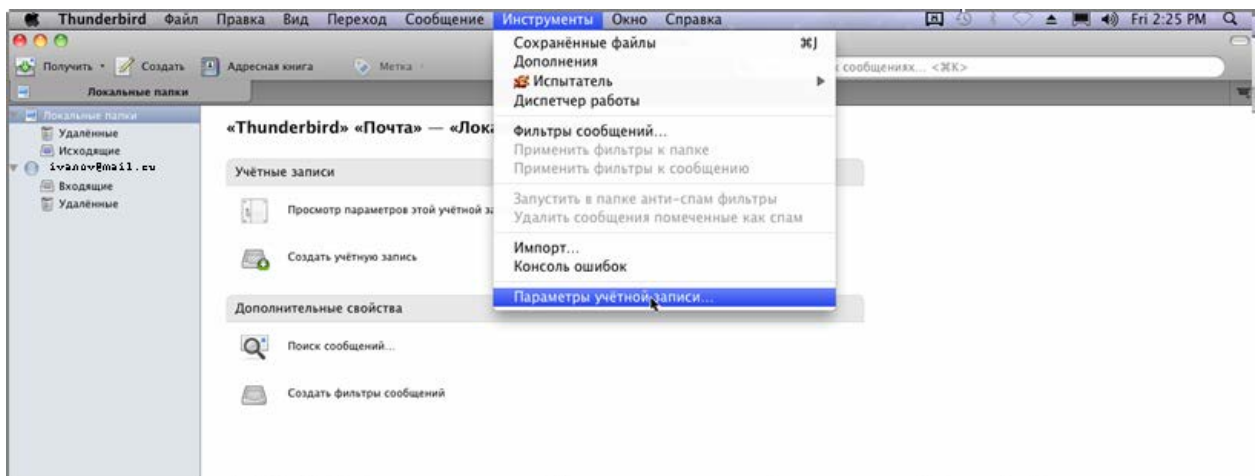 Thunderbird Файл Правка Вид Переход Сообщение Инструменты Окно Справка Fri 2:25 PM
Получить Создать Адресная книга Метка сообщениях... <⌘K>
Локальные папки
Локальные папки
Удалённые
Исходящие
ivanov@mail.ru
Входящие
Удалённые
«Thunderbird» «Почта» — «Лока
Учётные записи
Просмотр параметров этой учётной за
Создать учётную запись
Дополнительные свойства
Поиск сообщений...
Создать фильтры сообщений
Сохранённые файлы ⌘J
Дополнения
Испытатель
Диспетчер работы
Фильтры сообщений...
Применить фильтры к папке
Применить фильтры к сообщению
Запустить в папке анти-спам фильтры
Удалить сообщения помеченные как спам
Импорт...
Консоль ошибок
Параметры учётной записи...